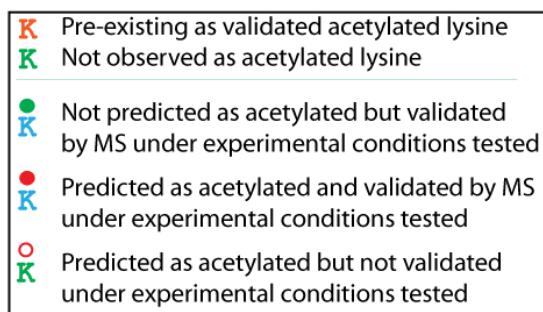 K Pre-existing as validated acetylated lysine
K Not observed as acetylated lysine
K Not predicted as acetylated but validated
by MS under experimental conditions tested
K Predicted as acetylated and validated by MS
under experimental conditions tested
K Predicted as acetylated but not validated
under experimental conditions tested